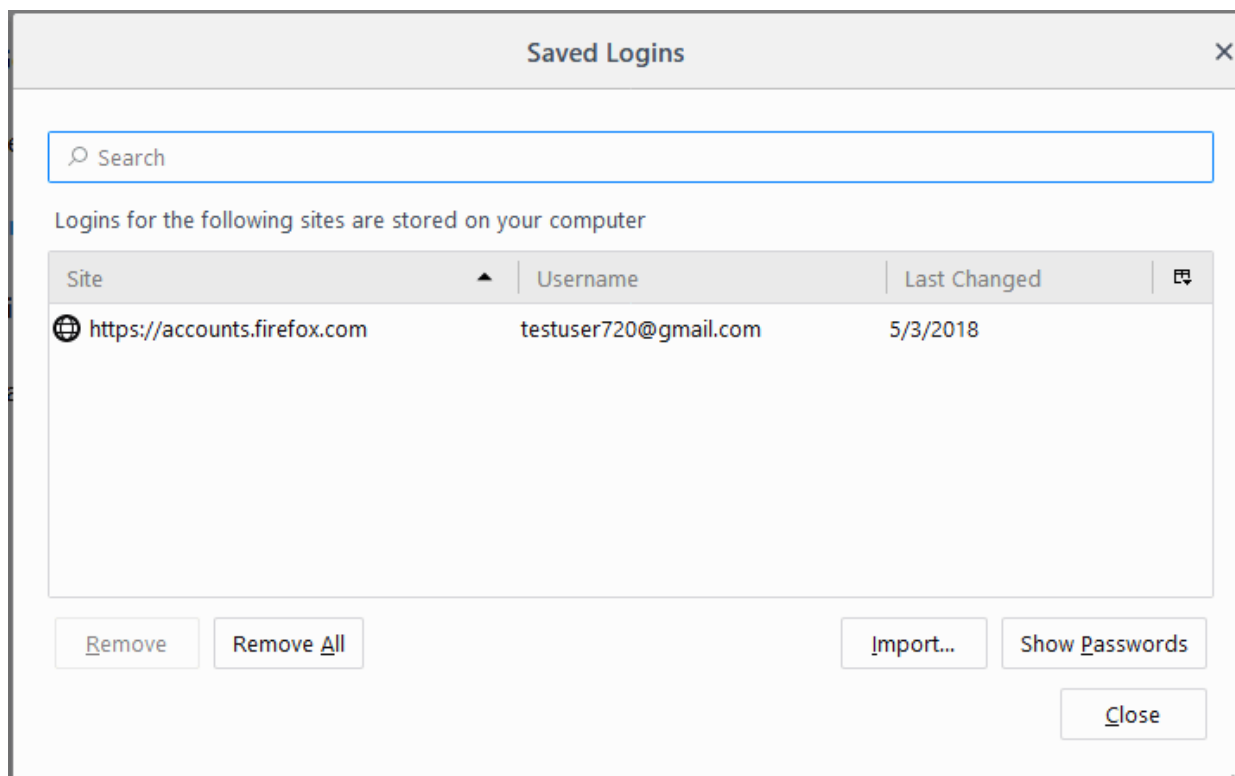 Saved Logins
Search
Logins for the following sites are stored on your computer
Site Username Last Changed
https://accounts.firefox.com testuser720@gmail.com 5/3/2018
Remove Remove All Import... Show Passwords
Close